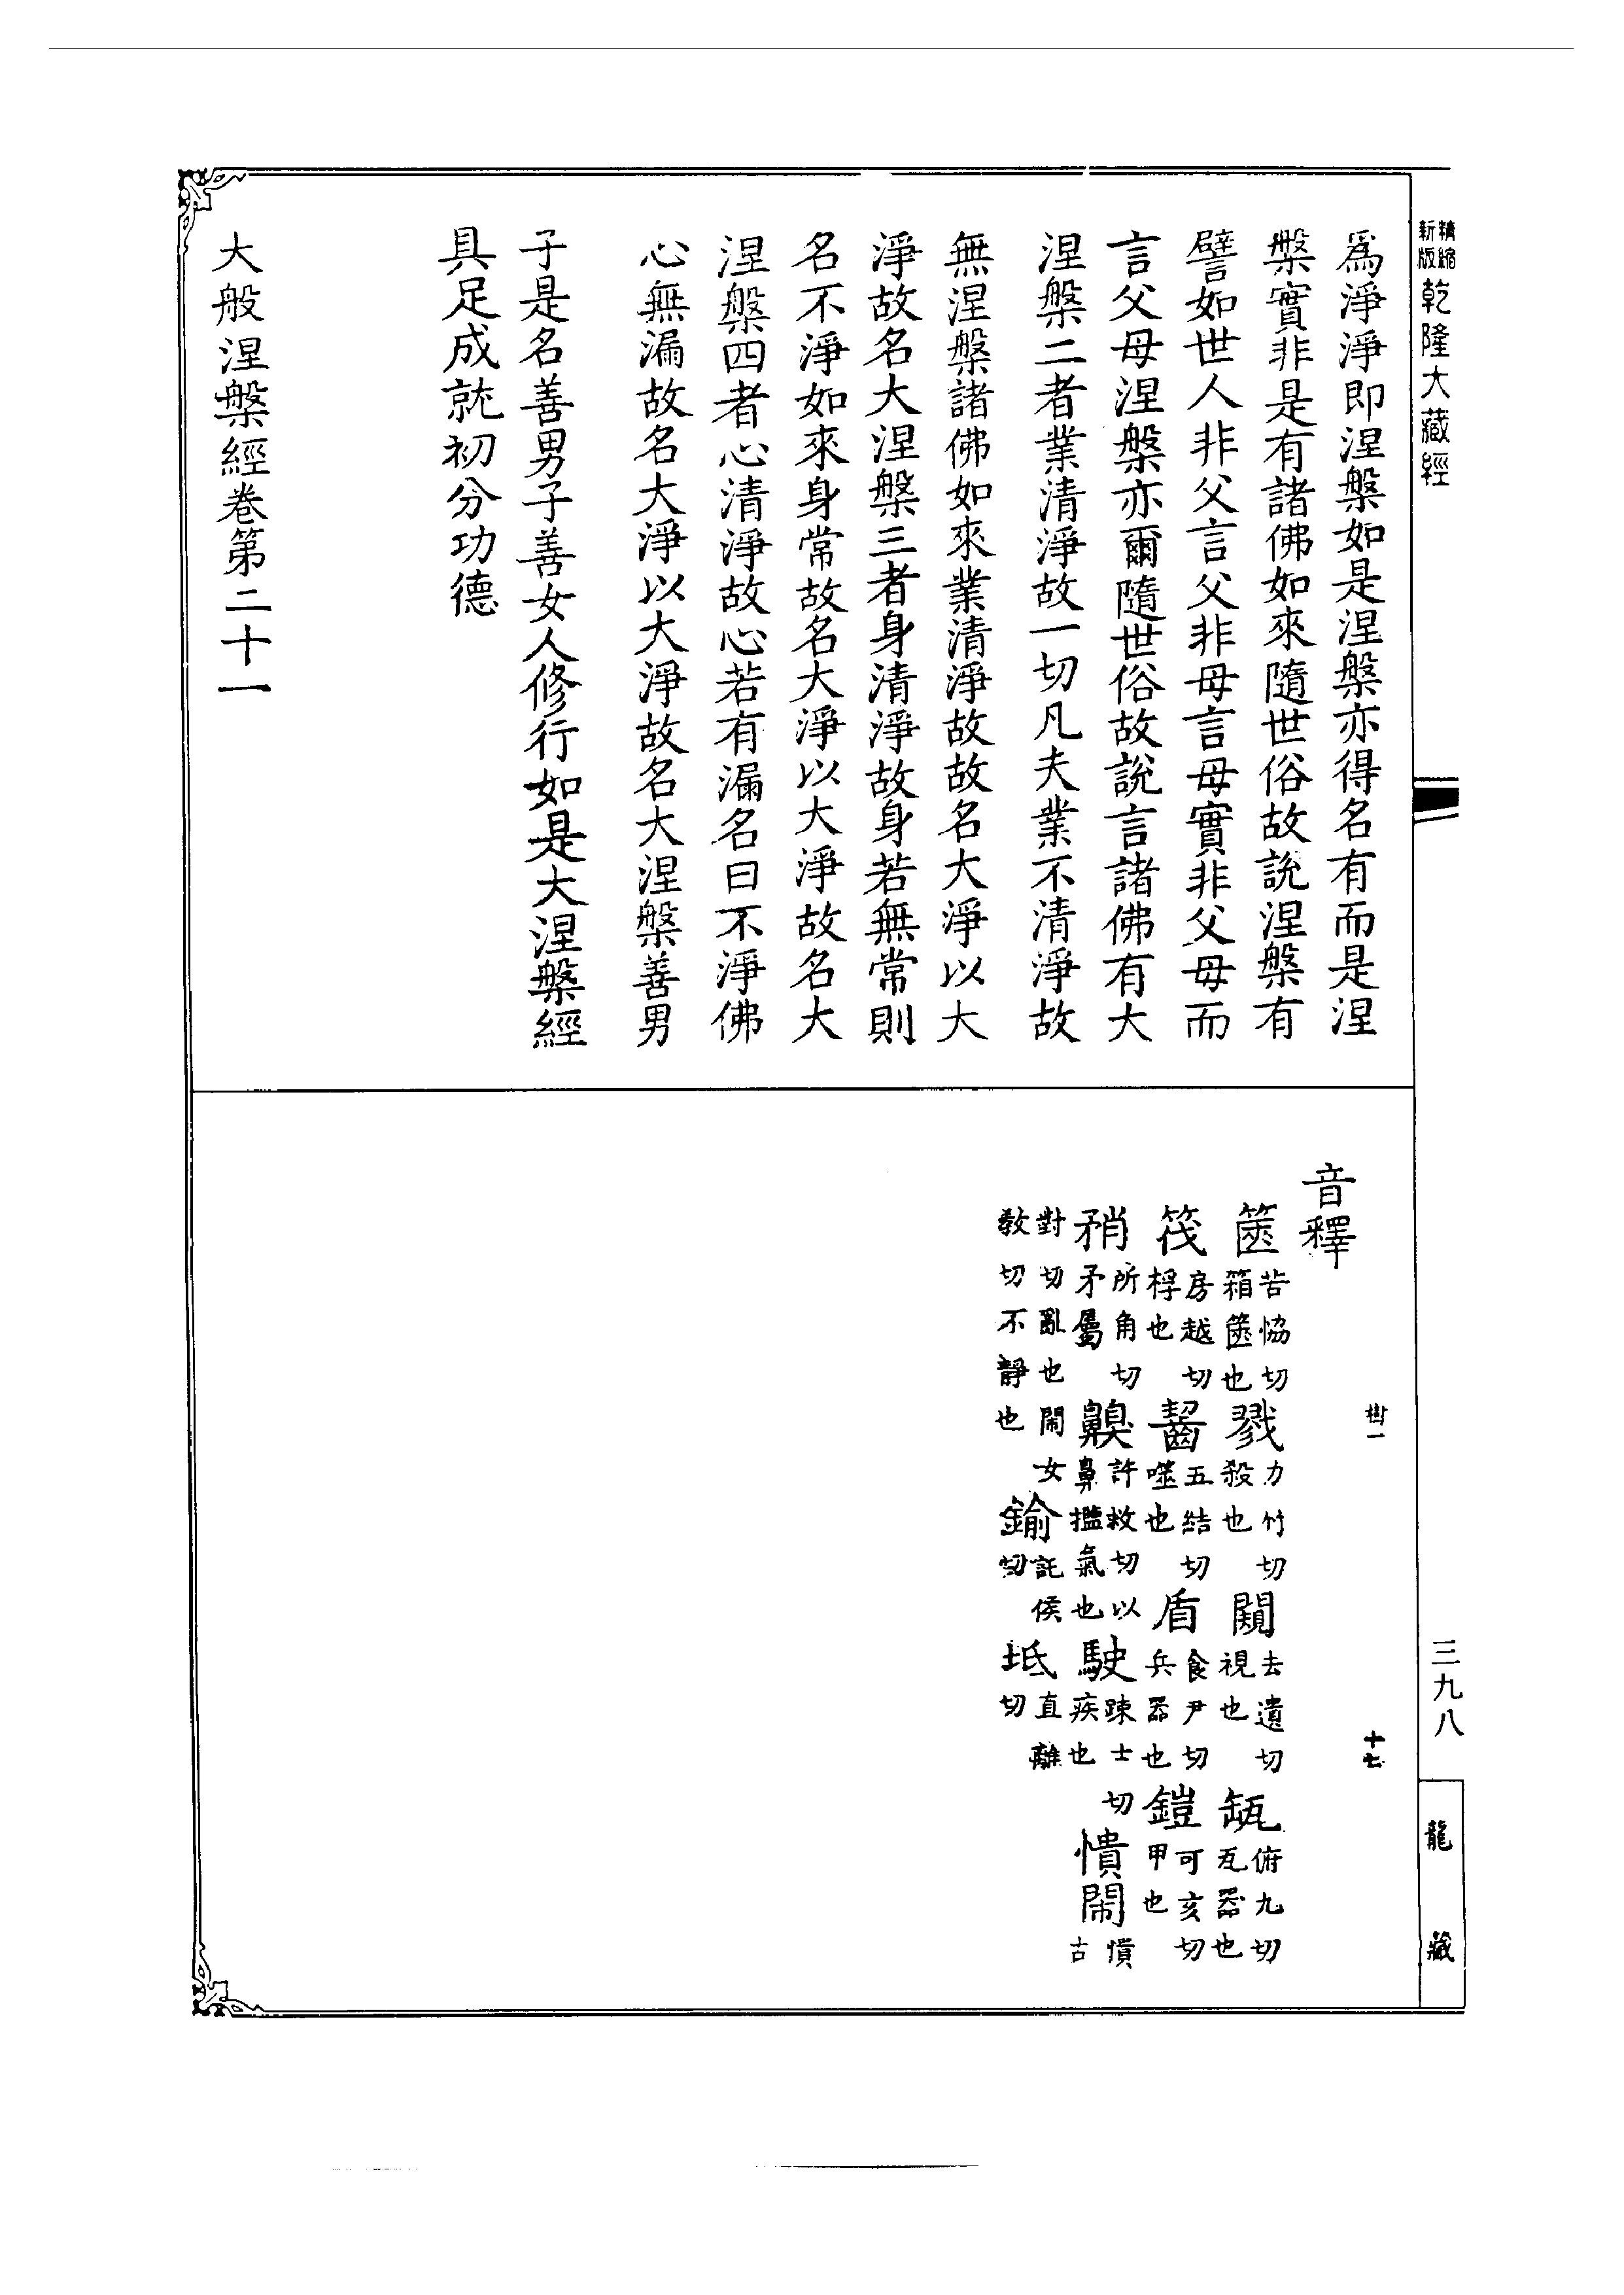 精縮新版乾隆大藏經
為淨淨即涅槃如是涅槃亦得名有而是涅
槃實非是有諸佛如來隨世俗故說涅槃有
譬如世人非父言父非母言母實非父母而
言父母涅槃亦爾隨世俗故說言諸佛有大
涅槃二者業清淨故一切凡夫業不清淨故
無涅槃諸佛如來業清淨故故名大淨以大
淨故名大涅槃三者身清淨故身若無常則
名不淨如來身常故名大淨以大淨故名大
涅槃四者心清淨故心若有漏名曰不淨佛
心無漏故名大淨以大淨故名大涅槃善男
子是名善男子善女人修行如是大涅槃經
具足成就初分功德
大般涅槃經卷第二十一
樹一
十七
音釋
篋苦協切箱篋也戮力竹切殺也闚去遺切視也缻俯九切瓦器也
筏房越切桴也齧五結切噬也盾食尹切兵器也鎧可亥切甲也
矟所角切矛屬齅許救切以鼻攬氣也駛踈士切疾也憒鬧憒古
對切亂也鬧女教切不靜也鍮託侯切坻直離切
三九八
龍藏